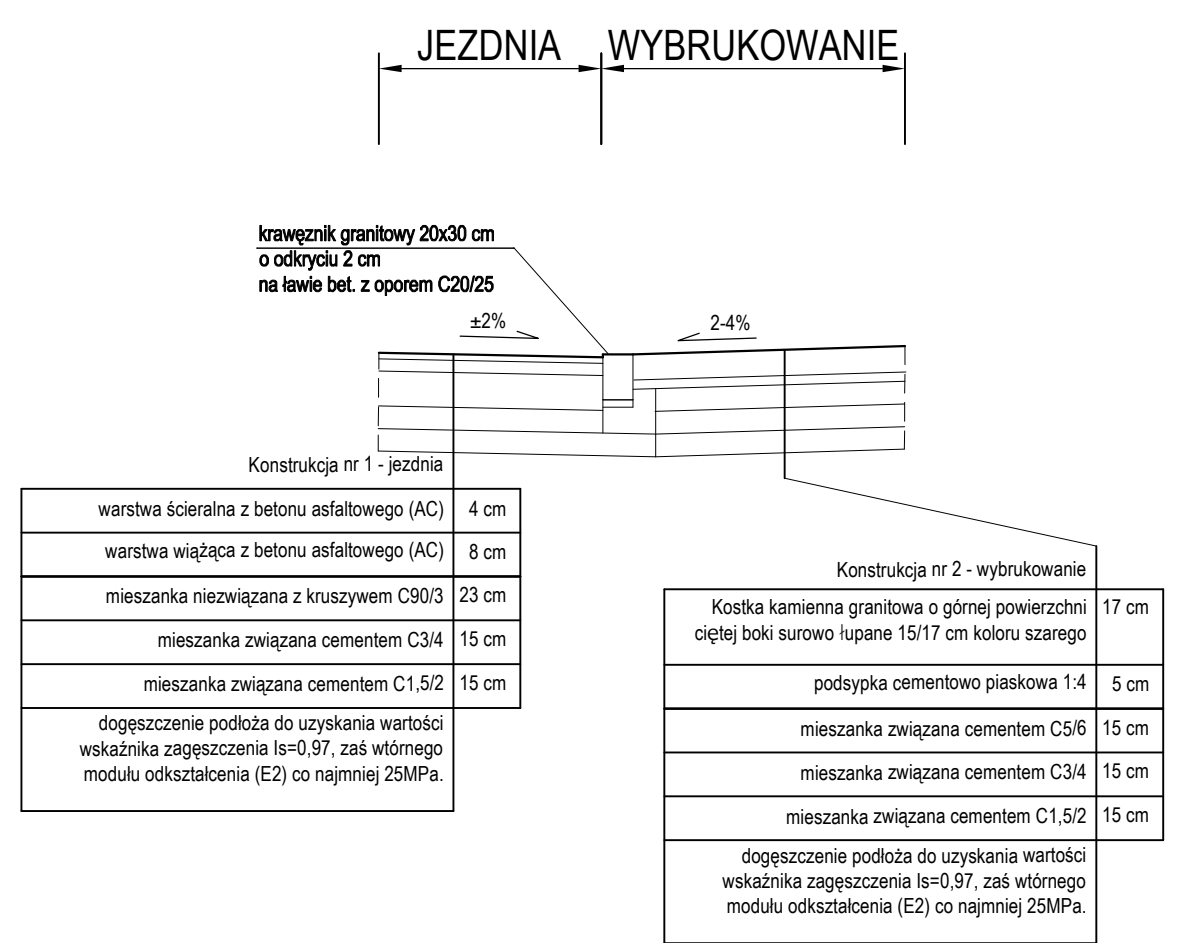 JEZDNIA WYBRUKOWANIE
krawęznik granitowy 20x30 cm
o odkryciu 2 cm
na ławie bet. z oporem C20/25
±2%
2-4%
Konstrukcja nr 1 - jezdnia
warstwa ścieralna z betonu asfaltowego (AC) 4 cm
warstwa wiążąca z betonu asfaltowego (AC) 8 cm
mieszanka niezwiązana z kruszywem C90/3 23 cm
mieszanka związana cementem C3/4 15 cm
mieszanka związana cementem C1,5/2 15 cm
dogęszczenie podłoża do uzyskania wartości
wskaźnika zagęszczenia Is=0,97, zaś wtórnego
modułu odkształcenia (E2) co najmniej 25MPa.
Konstrukcja nr 2 - wybrukowanie
Kostka kamienna granitowa o górnej powierzchni 17 cm
ciętej boki surowo łupane 15/17 cm koloru szarego
podsypka cementowo piaskowa 1:4 5 cm
mieszanka związana cementem C5/6 15 cm
mieszanka związana cementem C3/4 15 cm
mieszanka związana cementem C1,5/2 15 cm
dogęszczenie podłoża do uzyskania wartości
wskaźnika zagęszczenia Is=0,97, zaś wtórnego
modułu odkształcenia (E2) co najmniej 25MPa.